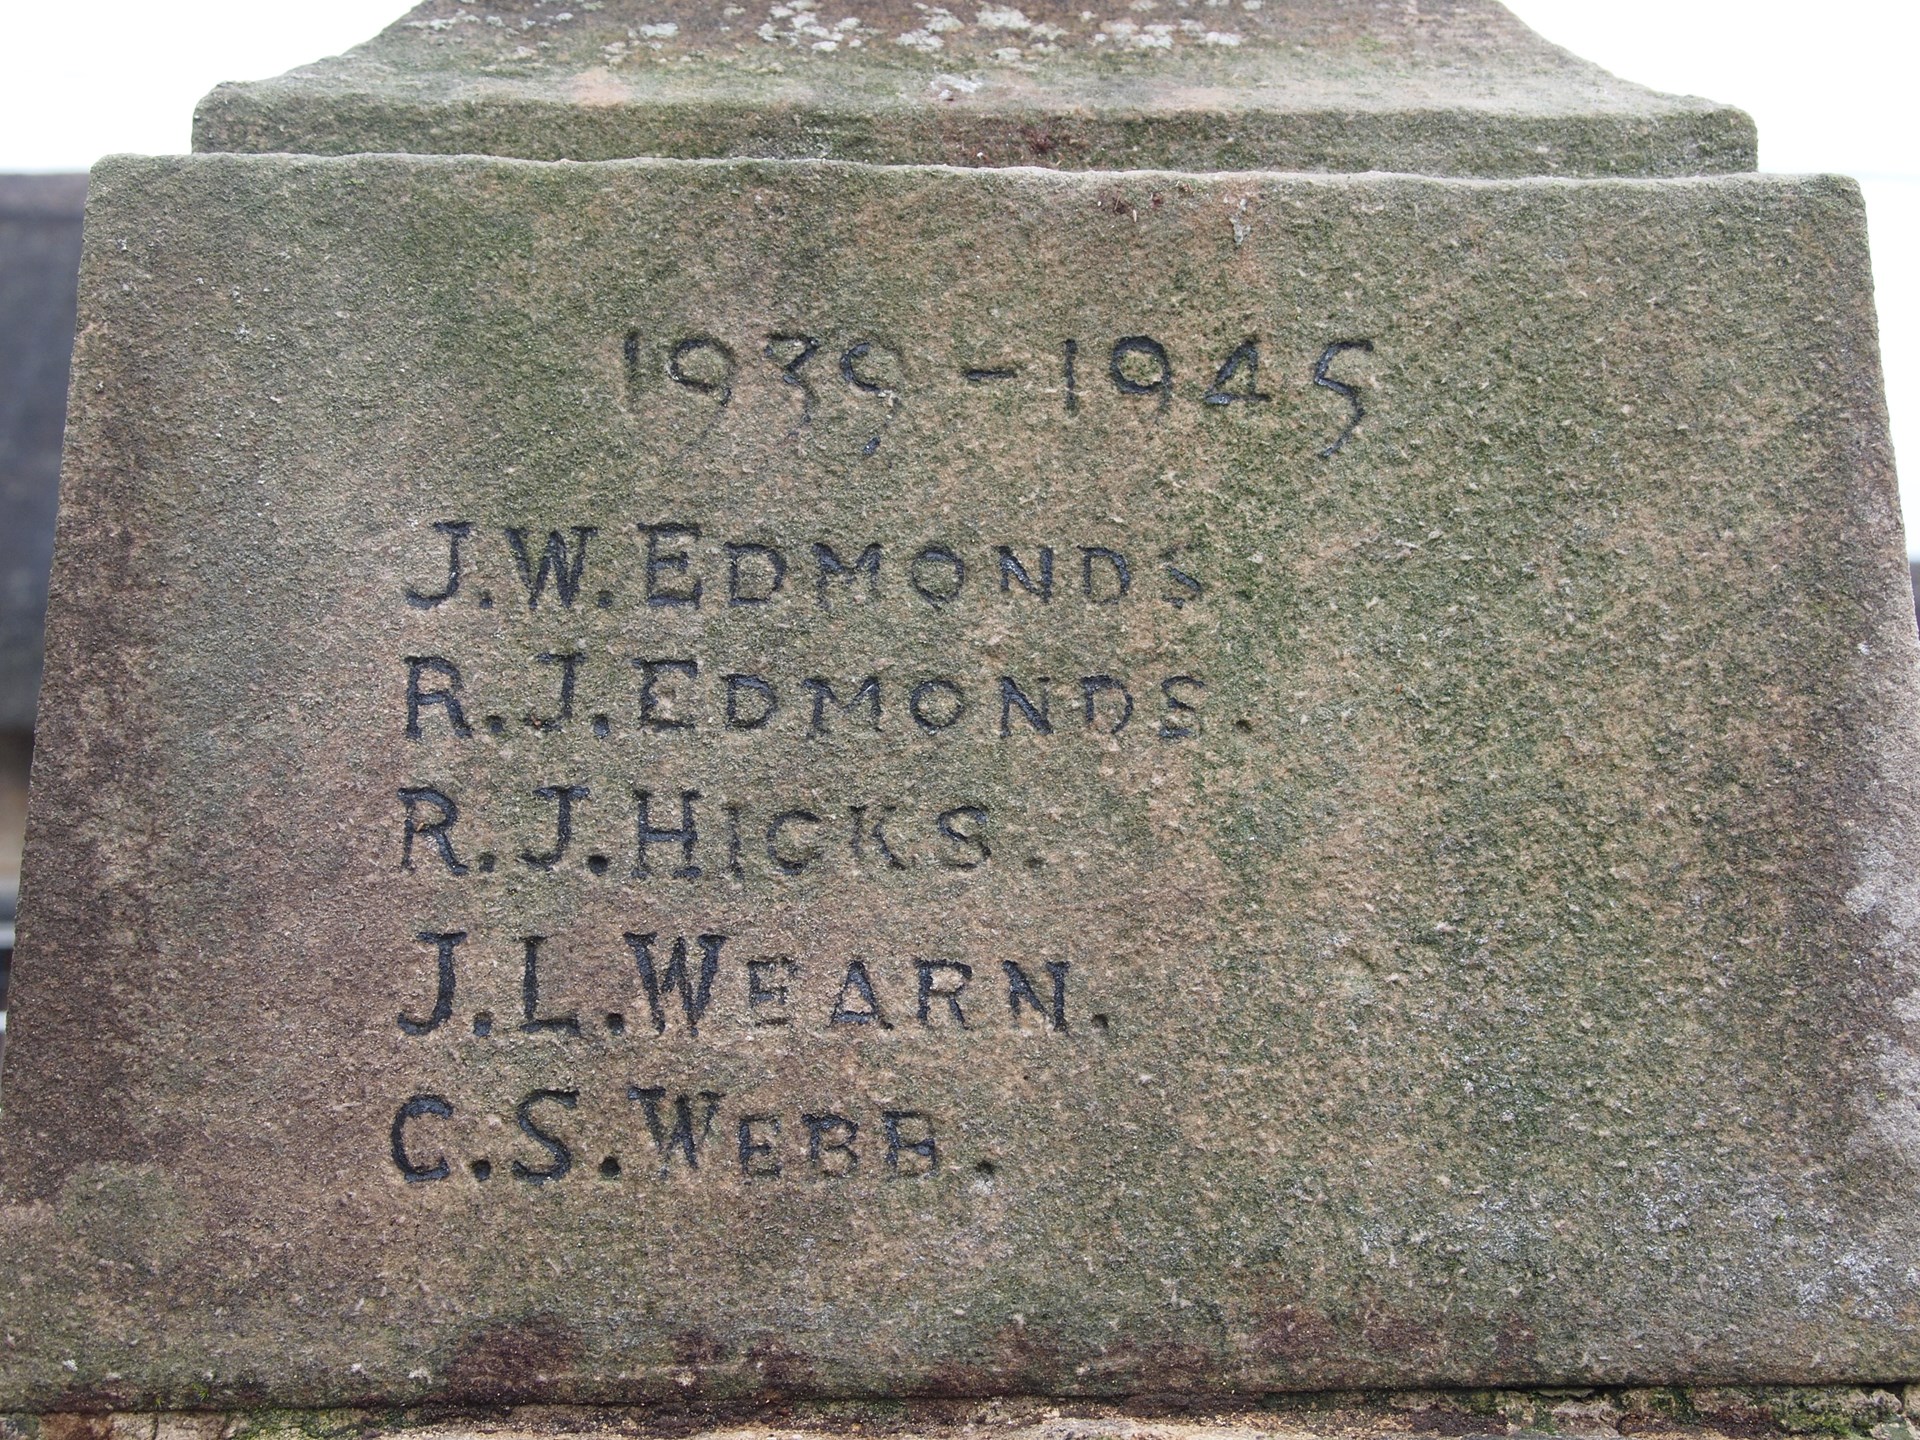 1939 - 1945
J. W. EDMONDS.
R. J. EDMONDS.
R. J. HICKS.
J. L. WEARN.
C. S. WEBB.